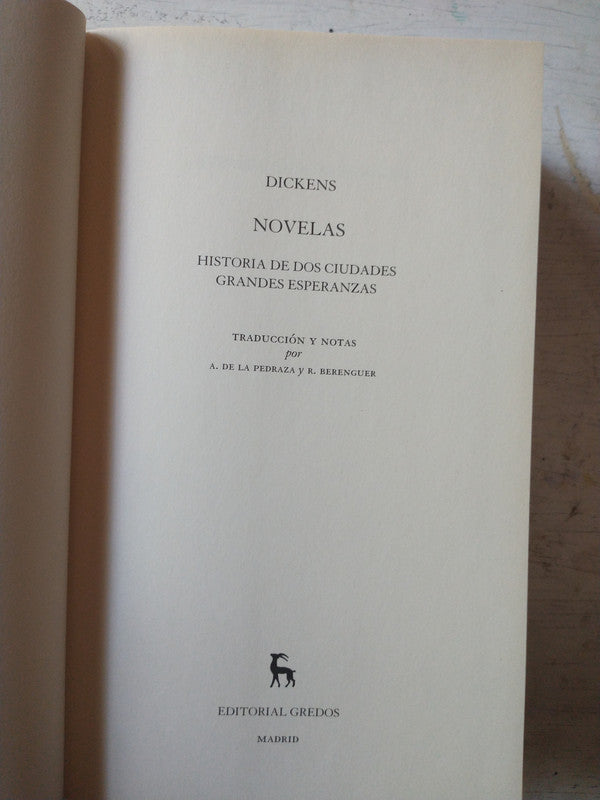 DICKENS
NOVELAS
HISTORIA DE DOS CIUDADES
GRANDES ESPERANZAS
TRADUCCIÓN Y NOTAS
por
A. DE LA PEDRAZA y R. BERENGUER
EDITORIAL GREDOS
MADRID